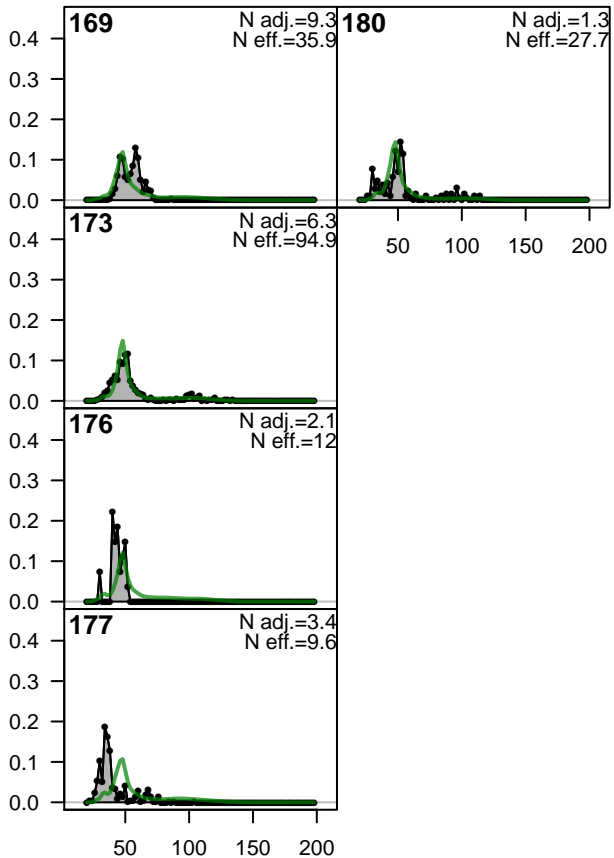 169
N adj.=9.3
N eff.=35.9
180
N adj.=1.3
N eff.=27.7
0.4
0.3
0.2
0.1
0.0
173
N adj.=6.3
N eff.=94.9
50 100 150 200
0.4
0.3
0.2
0.1
0.0
176
N adj.=2.1
N eff.=12
0.4
0.3
0.2
0.1
0.0
177
N adj.=3.4
N eff.=9.6
0.4
0.3
0.2
0.1
0.0
50 100 150 200